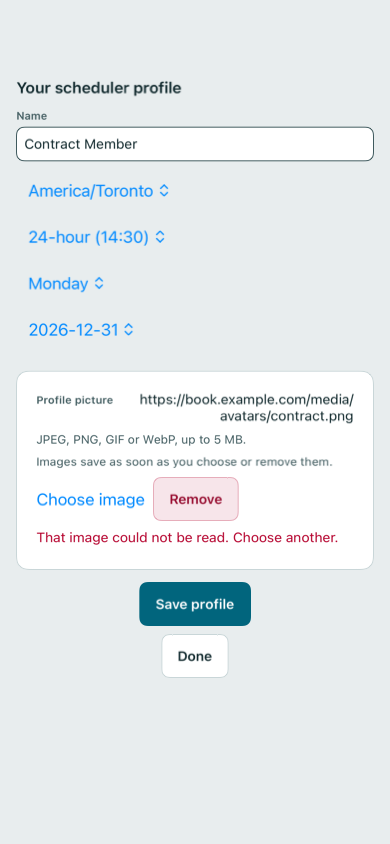 Your scheduler profile
Name
Contract Member
America/Toronto
24-hour (14:30)
Monday
2026-12-31
Profile picture
https://book.example.com/media/
avatars/contract.png
JPEG, PNG, GIF or WebP, up to 5 MB.
Images save as soon as you choose or remove them.
Choose image
Remove
That image could not be read. Choose another.
Save profile
Done